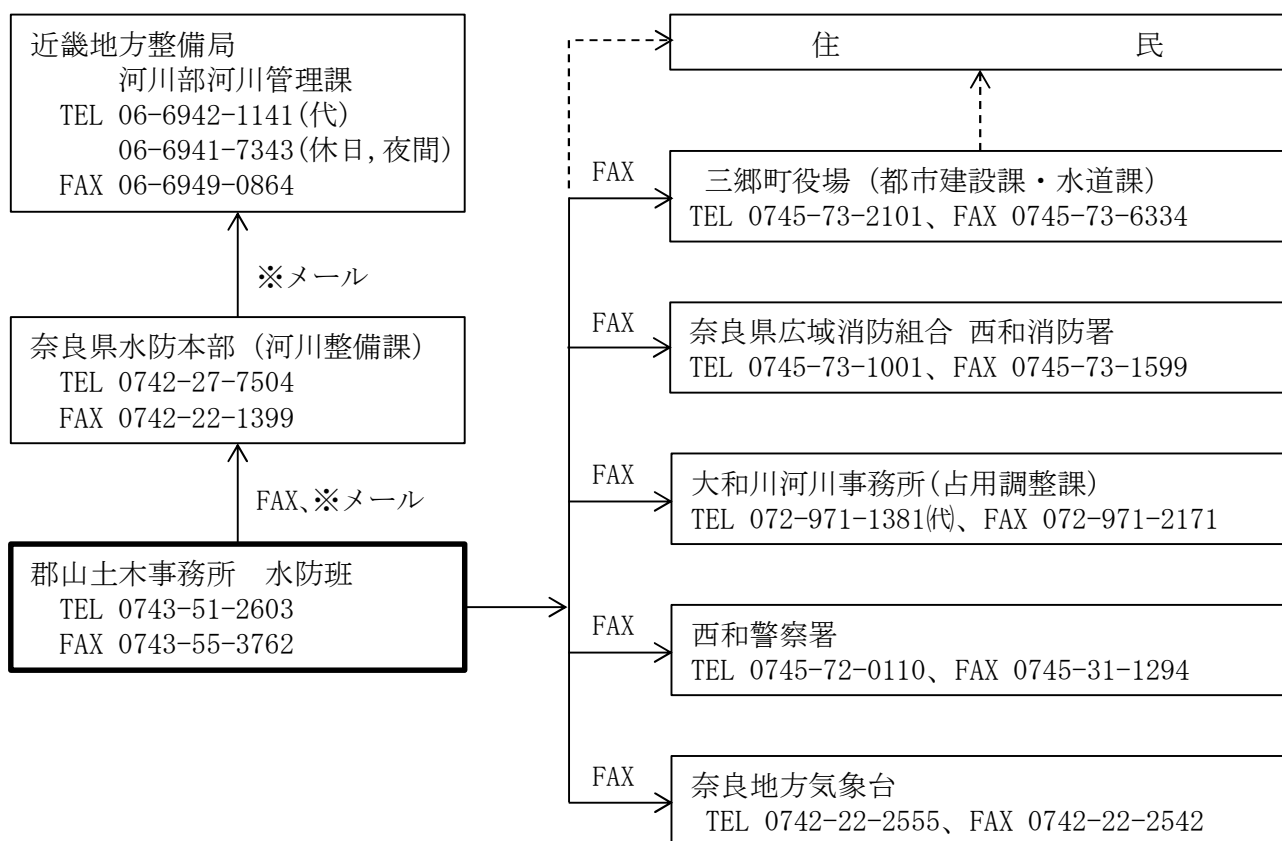 近畿地方整備局
河川部河川管理課
TEL 06-6942-1141(代)
06-6941-7343(休日,夜間)
FAX 06-6949-0864
※メール
奈良県水防本部 (河川整備課)
TEL 0742-27-7504
FAX 0742-22-1399
FAX、※メール
郡山土木事務所　水防班
TEL 0743-51-2603
FAX 0743-55-3762
住　民
FAX
三郷町役場 (都市建設課・水道課)
TEL 0745-73-2101、FAX 0745-73-6334
FAX
奈良県広域消防組合 西和消防署
TEL 0745-73-1001、FAX 0745-73-1599
FAX
大和川河川事務所(占用調整課)
TEL 072-971-1381㈹、FAX 072-971-2171
FAX
西和警察署
TEL 0745-72-0110、FAX 0745-31-1294
FAX
奈良地方気象台
TEL 0742-22-2555、FAX 0742-22-2542